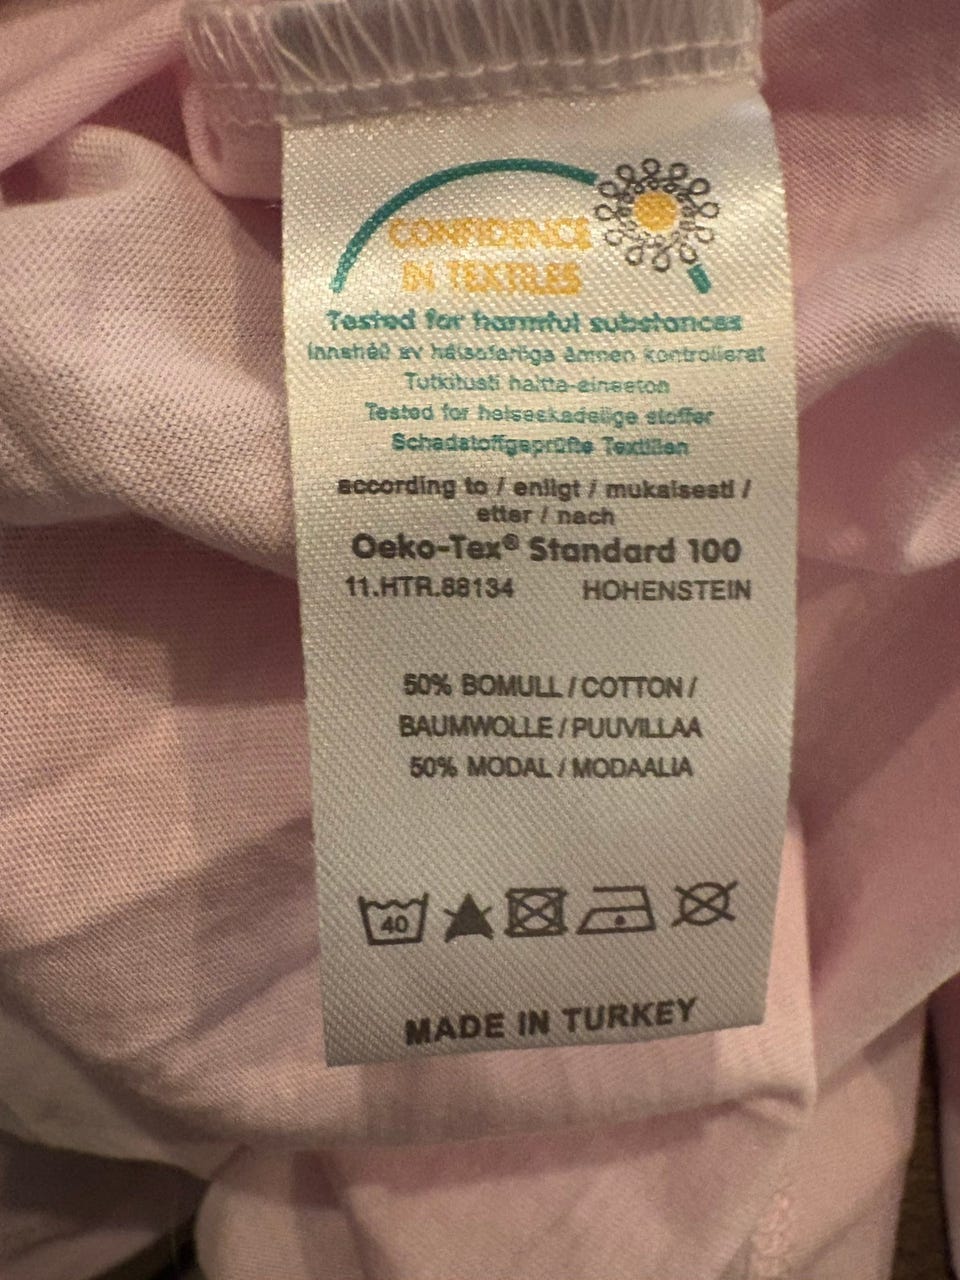 CONFIDENCE
IN TEXTILES
Tested for harmful substances
Innehåll av hälsofarliga ämnen kontrollerat
Tutkitusti haitta-aineeton
Tested for helseskadelige stoffer
Schadstoffgeprüfte Textilien
according to / enligt / mukaisesti /
etter / nach
Oeko-Tex® Standard 100
11.HTR.88134 HOHENSTEIN
50% BOMULL / COTTON /
BAUMWOLLE / PUUVILLAA
50% MODAL / MODAALIA
40
MADE IN TURKEY